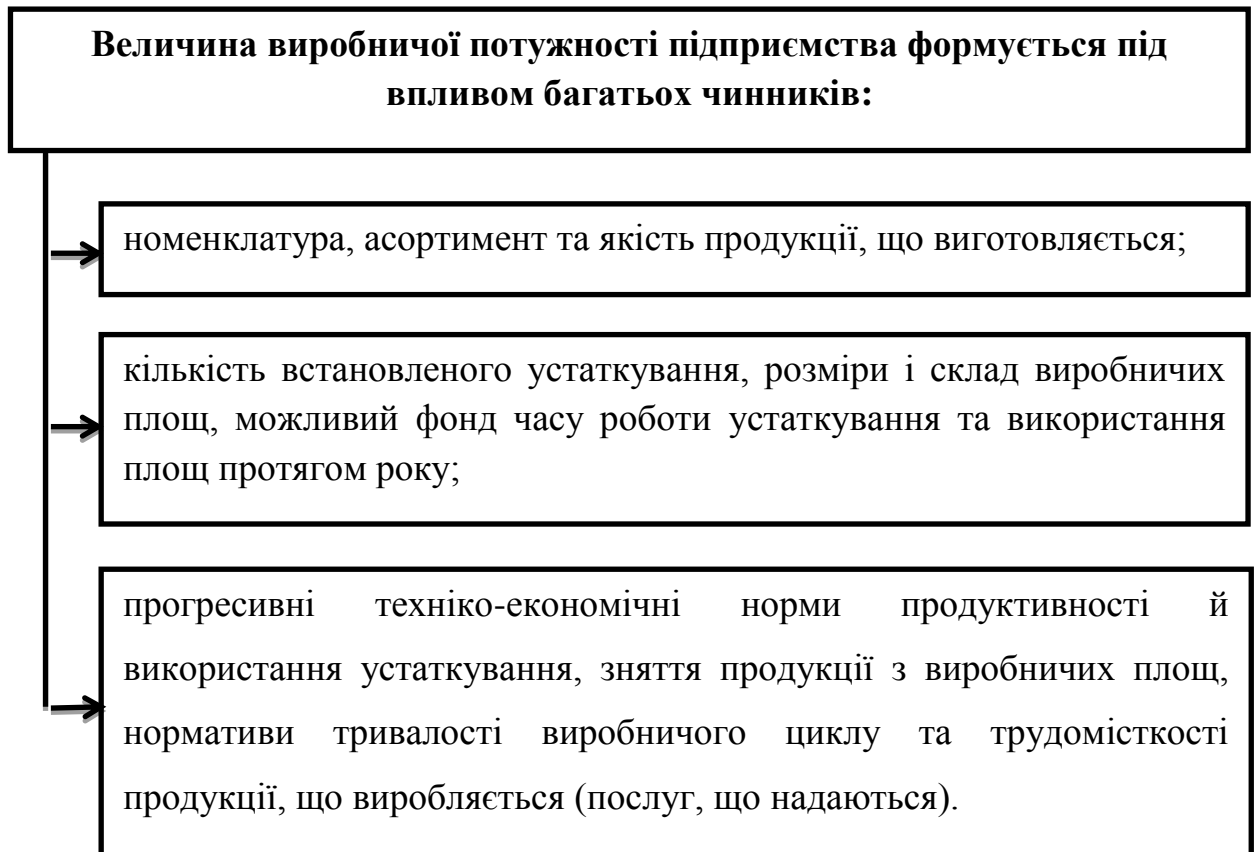 Величина виробничої потужності підприємства формується під
впливом багатьох чинників:
номенклатура, асортимент та якість продукції, що виготовляється;
кількість встановленого устаткування, розміри і склад виробничих
площ, можливий фонд часу роботи устаткування та використання
площ протягом року;
прогресивні техніко-економічні норми продуктивності й
використання устаткування, зняття продукції з виробничих площ,
нормативи тривалості виробничого циклу та трудомісткості
продукції, що виробляється (послуг, що надаються).